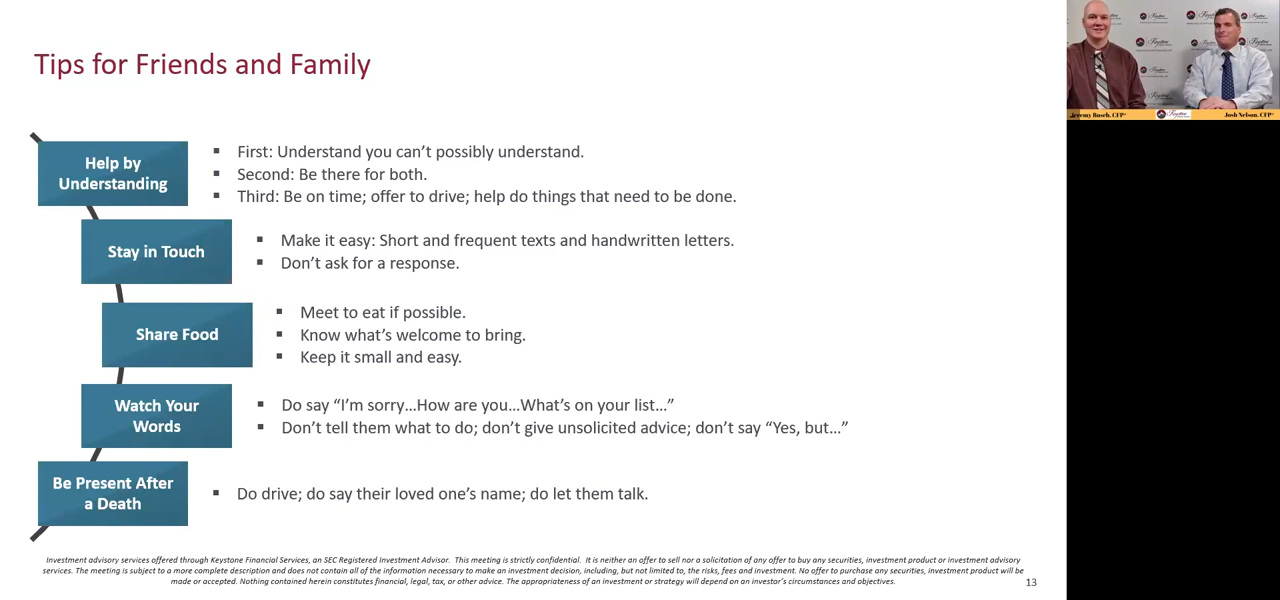 Tips for Friends and Family
Help by
Understanding
▪ First: Understand you can't possibly understand.
▪ Second: Be there for both.
▪ Third: Be on time; offer to drive; help do things that need to be done.
Stay in Touch
▪ Make it easy: Short and frequent texts and handwritten letters.
▪ Don't ask for a response.
Share Food
▪ Meet to eat if possible.
▪ Know what's welcome to bring.
▪ Keep it small and easy.
Watch Your
Words
▪ Do say “I'm sorry…How are you…What's on your list…”
▪ Don't tell them what to do; don't give unsolicited advice; don't say “Yes, but…”
Be Present After
a Death
▪ Do drive; do say their loved one's name; do let them talk.
Investment advisory services offered through Keystone Financial Services, an SEC Registered Investment Advisor. This meeting is strictly confidential. It is neither an offer to sell nor a solicitation of any offer to buy any securities, investment product or investment advisory
services. The meeting is subject to a more complete description and does not contain all of the information necessary to make an investment decision, including, but not limited to, the risks, fees and investment. No offer to purchase any securities, investment product will be
made or accepted. Nothing contained herein constitutes financial, legal, tax, or other advice. The appropriateness of an investment or strategy will depend on an investor's circumstances and objectives.
13
Keystone
Jeremy Busch, CFP®
Josh Nelson, CFP®